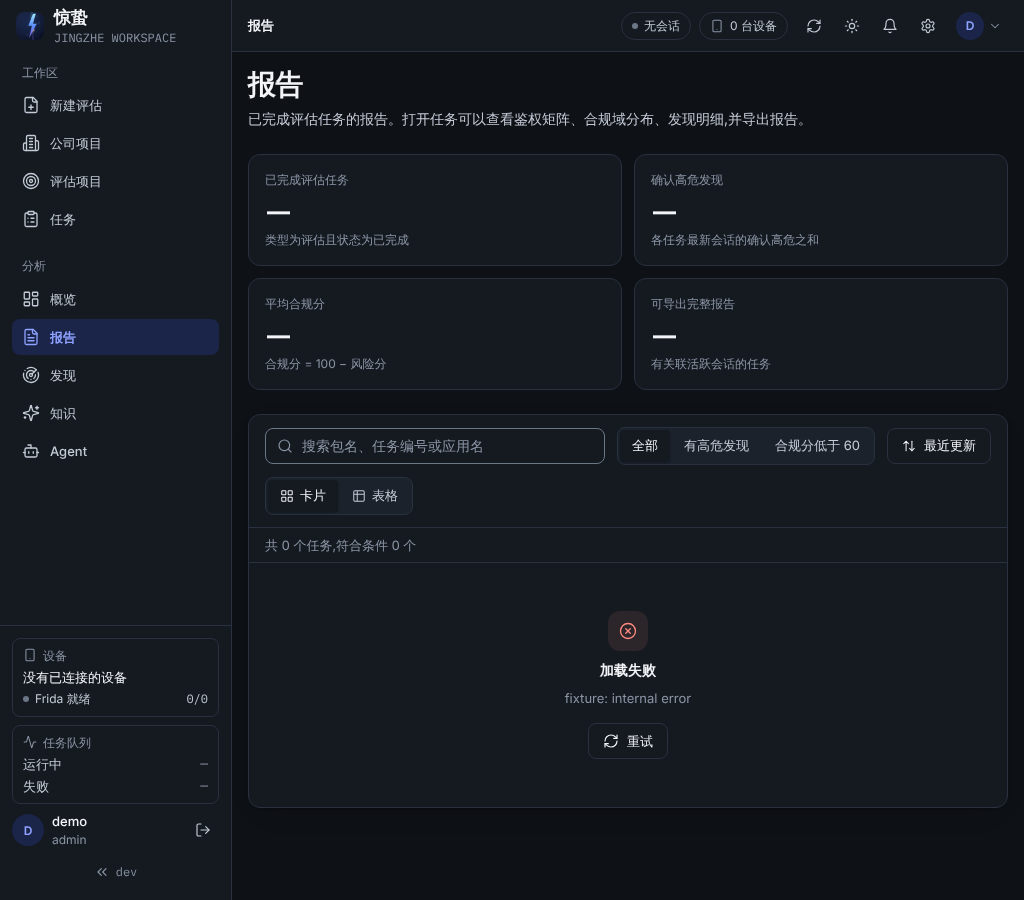 惊蛰
JINGZHE WORKSPACE
工作区
新建评估
公司项目
评估项目
任务
分析
概览
报告
发现
知识
Agent
设备
没有已连接的设备
Frida 就绪 0/0
任务队列
运行中 —
失败 —
D demo
admin
dev
报告
无会话
0 台设备
D
报告
已完成评估任务的报告。打开任务可以查看鉴权矩阵、合规域分布、发现明细,并导出报告。
已完成评估任务
—
类型为评估且状态为已完成
确认高危发现
—
各任务最新会话的确认高危之和
平均合规分
—
合规分 = 100 − 风险分
可导出完整报告
—
有关联活跃会话的任务
搜索包名、任务编号或应用名
全部 有高危发现 合规分低于 60
最近更新
卡片 表格
共 0 个任务,符合条件 0 个
加载失败
fixture: internal error
重试